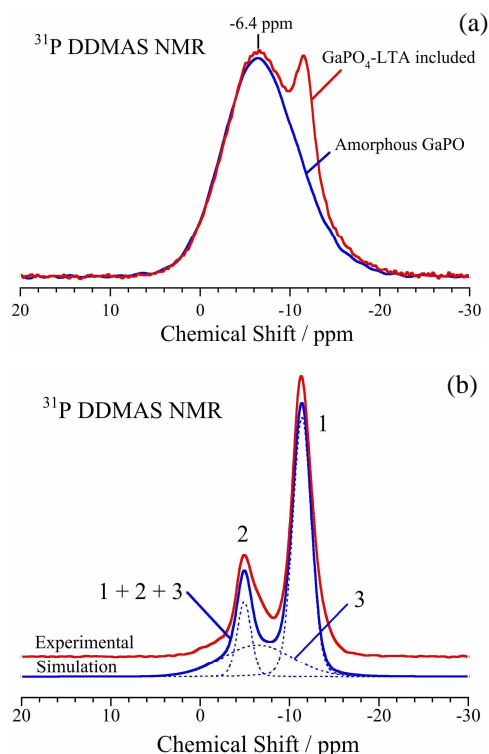 (a)
-6.4 ppm
³¹P DDMAS NMR
GaPO₄-LTA included
Amorphous GaPO
20 10 0 -10 -20 -30
Chemical Shift / ppm
(b)
³¹P DDMAS NMR
1
2
1 + 2 + 3
3
Experimental
Simulation
20 10 0 -10 -20 -30
Chemical Shift / ppm